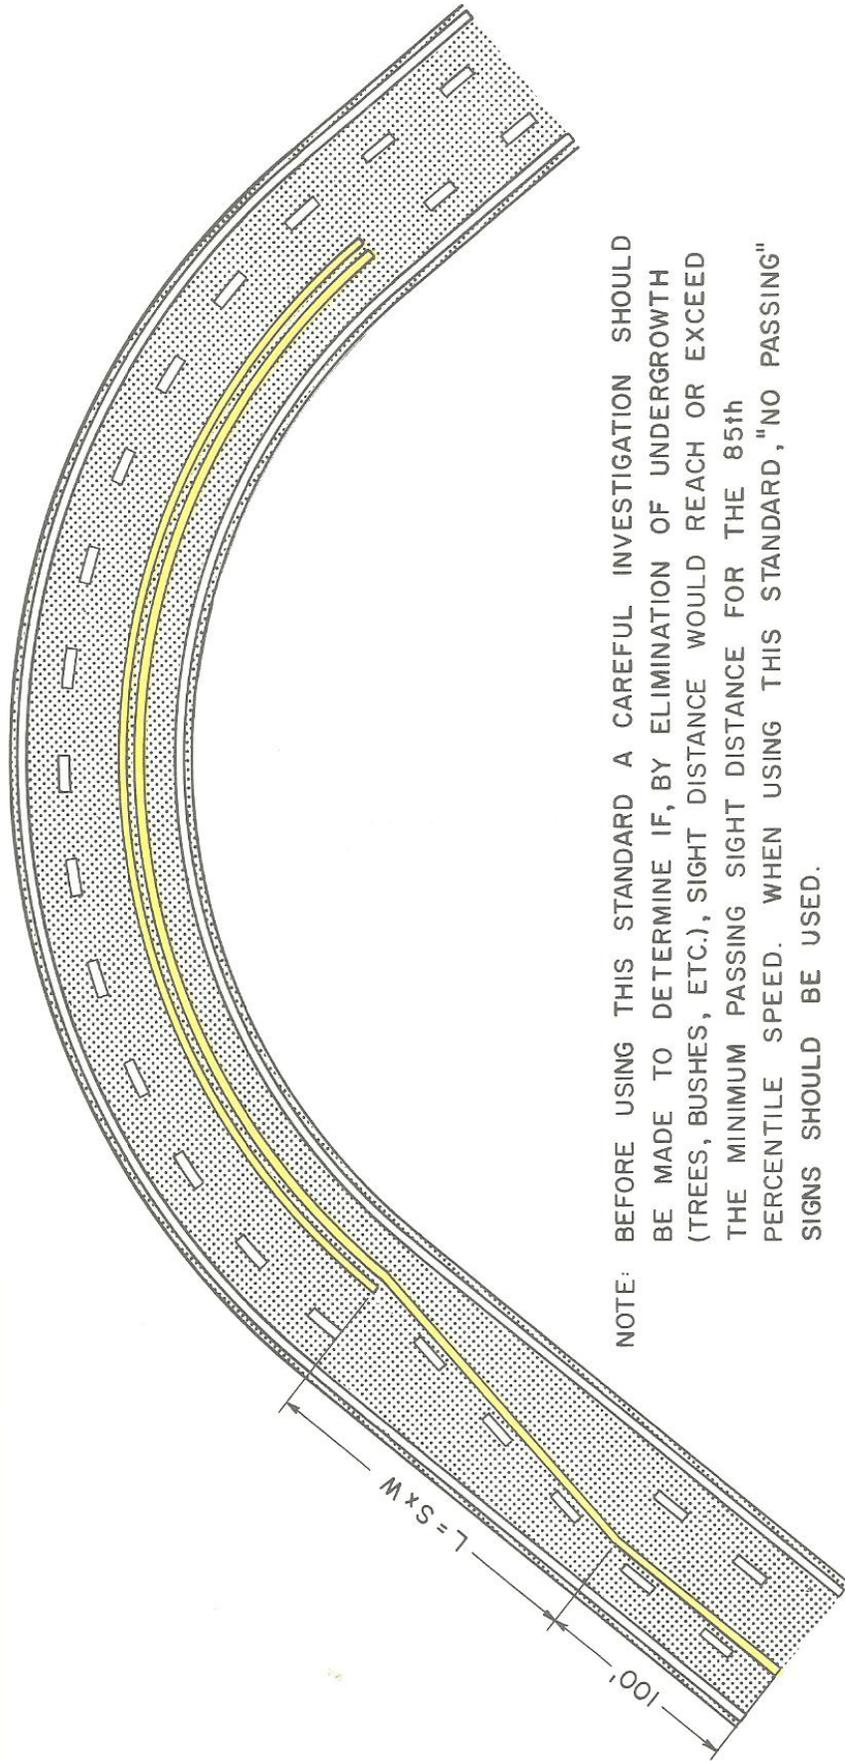 NOTE: BEFORE USING THIS STANDARD A CAREFUL INVESTIGATION SHOULD
BE MADE TO DETERMINE IF, BY ELIMINATION OF UNDERGROWTH
(TREES, BUSHES, ETC.), SIGHT DISTANCE WOULD REACH OR EXCEED
THE MINIMUM PASSING SIGHT DISTANCE FOR THE 85th
PERCENTILE SPEED. WHEN USING THIS STANDARD, "NO PASSING"
SIGNS SHOULD BE USED.
L = S x W
100'